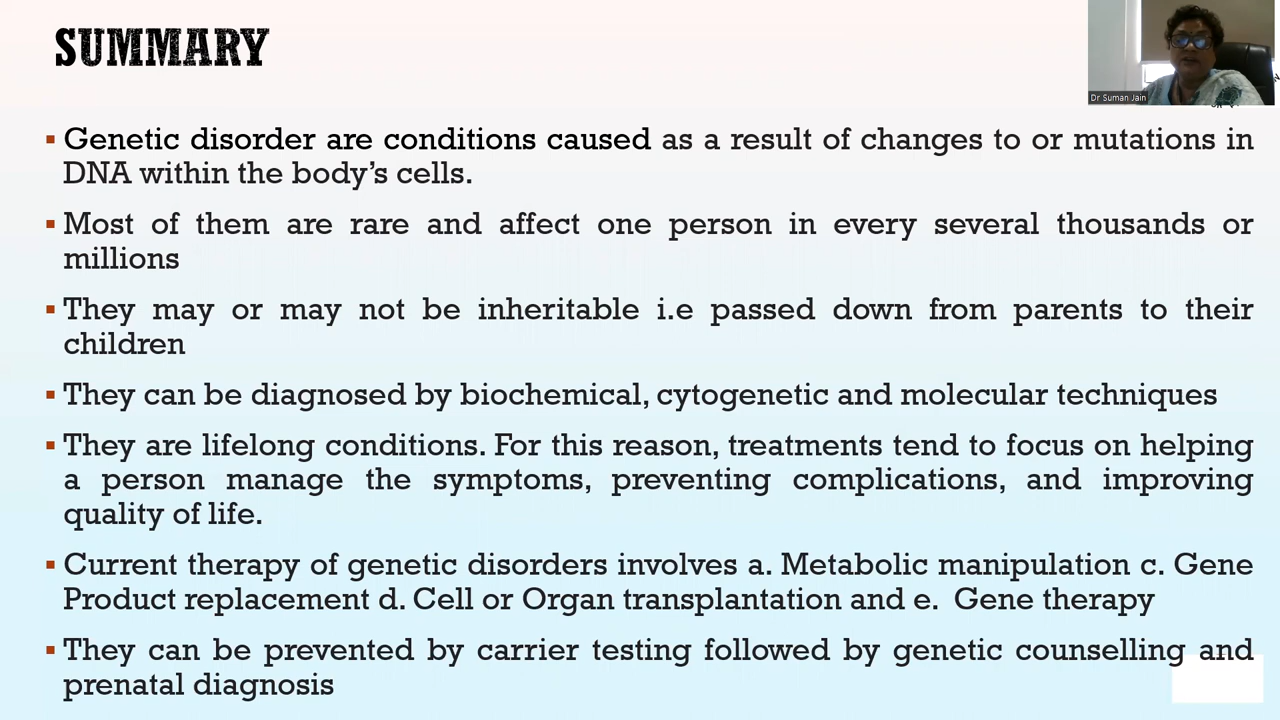 SUMMARY
Dr Suman Jain
▪ Genetic disorder are conditions caused as a result of changes to or mutations in
DNA within the body's cells.
▪ Most of them are rare and affect one person in every several thousands or
millions
▪ They may or may not be inheritable i.e passed down from parents to their
children
▪ They can be diagnosed by biochemical, cytogenetic and molecular techniques
▪ They are lifelong conditions. For this reason, treatments tend to focus on helping
a person manage the symptoms, preventing complications, and improving
quality of life.
▪ Current therapy of genetic disorders involves a. Metabolic manipulation c. Gene
Product replacement d. Cell or Organ transplantation and e. Gene therapy
▪ They can be prevented by carrier testing followed by genetic counselling and
prenatal diagnosis